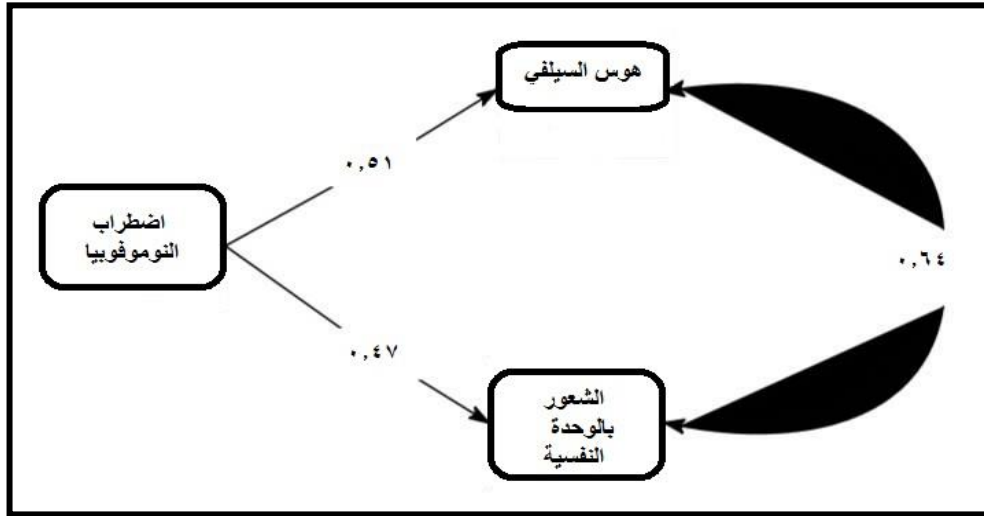 هوس السيلفي
٠,٥١
اضطراب
النوموفوبيا
٠,٦٤
٠,٤٧
الشعور
بالوحدة
النفسية